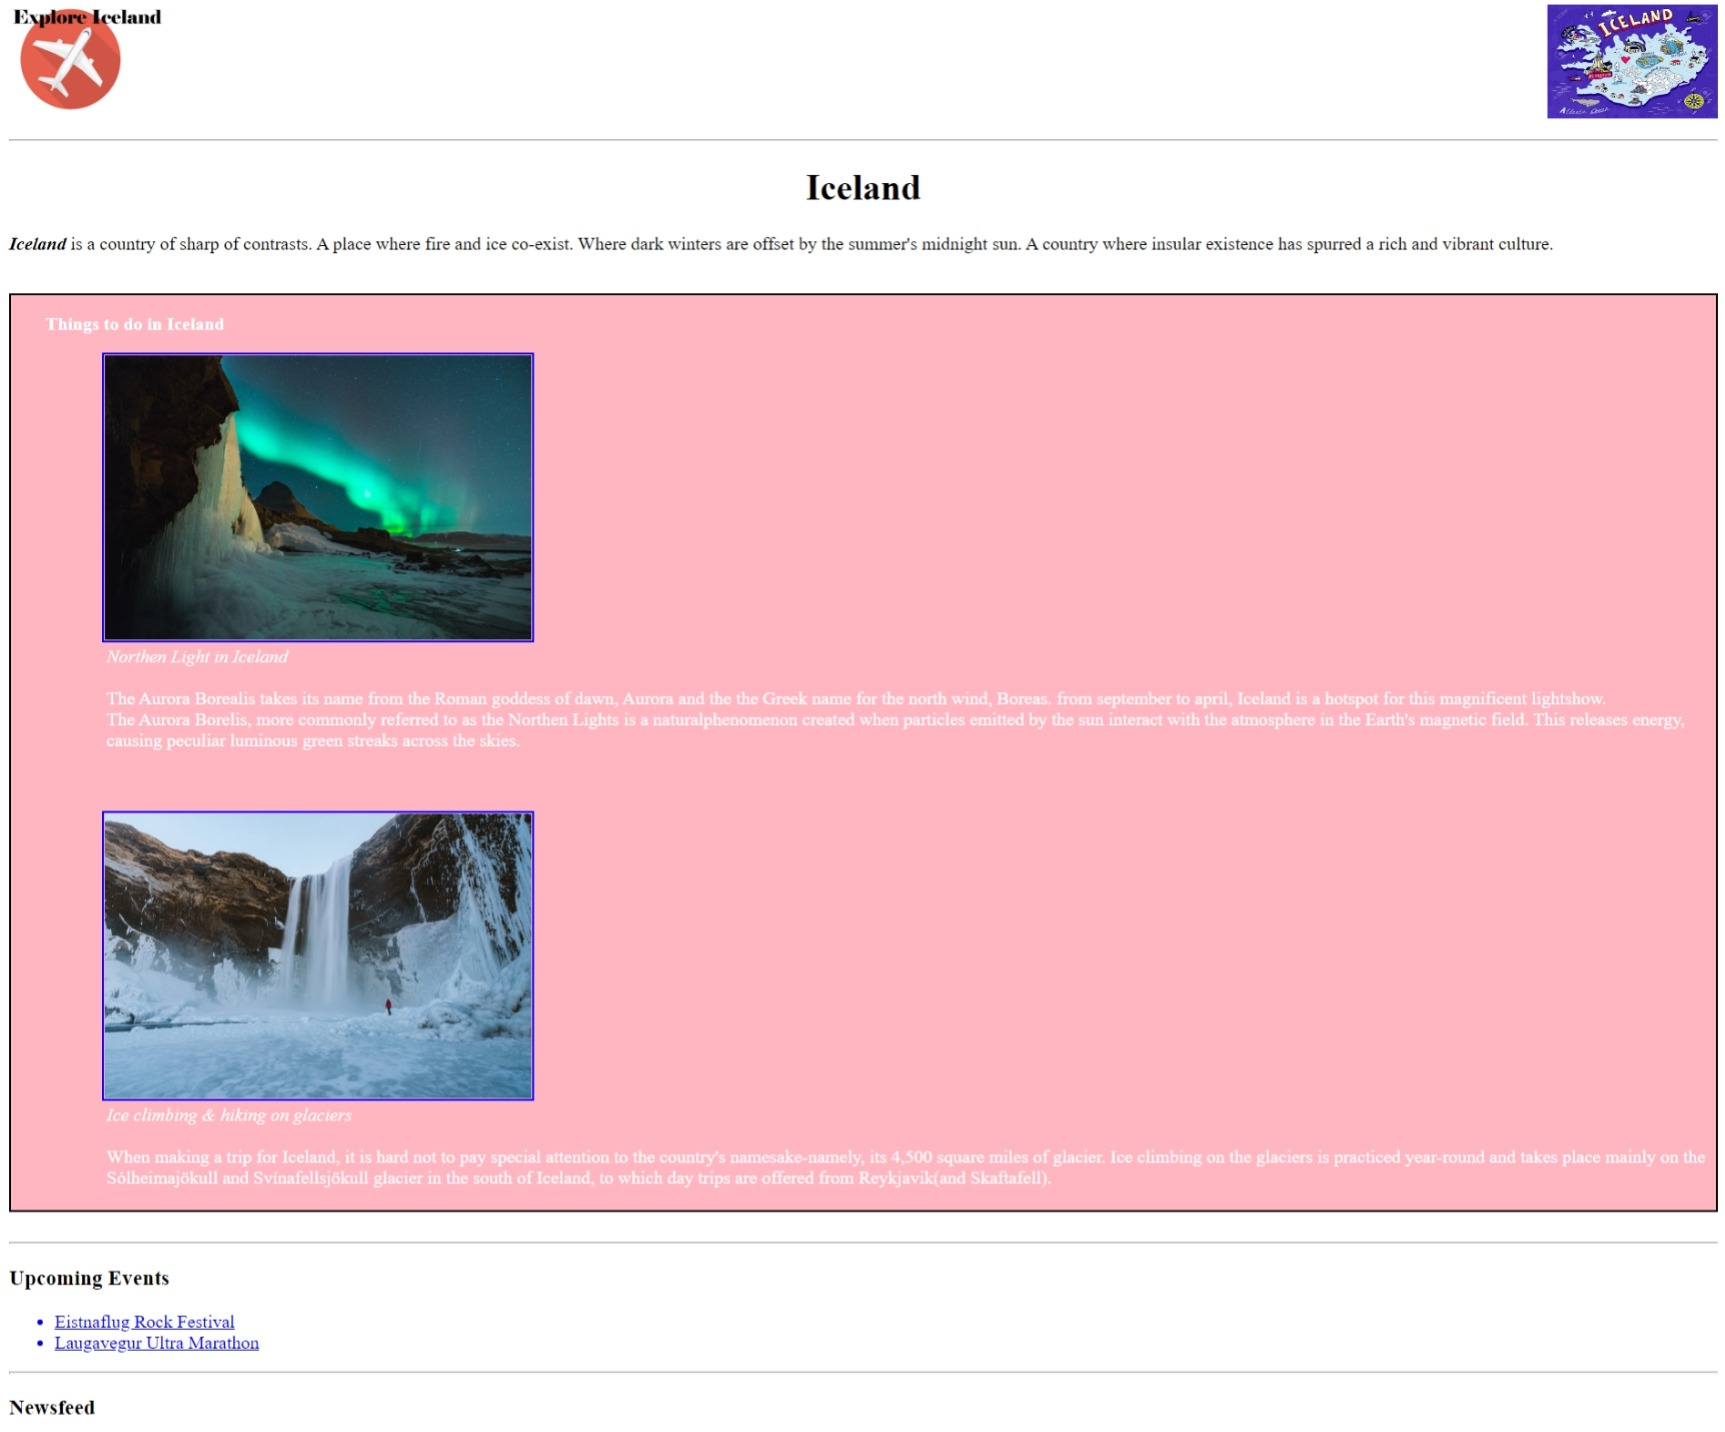 Explore Iceland
ICELAND
Iceland
Iceland is a country of sharp of contrasts. A place where fire and ice co-exist. Where dark winters are offset by the summer's midnight sun. A country where insular existence has spurred a rich and vibrant culture.
Things to do in Iceland
Northen Light in Iceland
The Aurora Borealis takes its name from the Roman goddess of dawn, Aurora and the the Greek name for the north wind, Boreas. from september to april, Iceland is a hotspot for this magnificent lightshow.
The Aurora Borelis, more commonly referred to as the Northen Lights is a naturalphenomenon created when particles emitted by the sun interact with the atmosphere in the Earth's magnetic field. This releases energy,
causing peculiar luminous green streaks across the skies.
Ice climbing & hiking on glaciers
When making a trip for Iceland, it is hard not to pay special attention to the country's namesake-namely, its 4,500 square miles of glacier. Ice climbing on the glaciers is practiced year-round and takes place mainly on the
Sólheimajökull and Svínafellsjökull glacier in the south of Iceland, to which day trips are offered from Reykjavik(and Skaftafell).
Upcoming Events
Eistnaflug Rock Festival
Laugavegur Ultra Marathon
Newsfeed